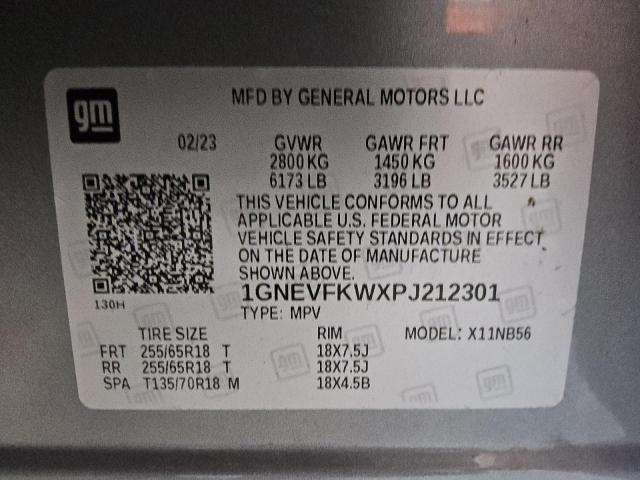 gm
MFD BY GENERAL MOTORS LLC
02/23 GVWR GAWR FRT GAWR RR
2800 KG 1450 KG 1600 KG
6173 LB 3196 LB 3527 LB
THIS VEHICLE CONFORMS TO ALL
APPLICABLE U.S. FEDERAL MOTOR
VEHICLE SAFETY STANDARDS IN EFFECT
ON THE DATE OF MANUFACTURE
SHOWN ABOVE.
1GNEVFKWXPJ212301
130H
TYPE: MPV
TIRE SIZE RIM MODEL: X11NB56
FRT 255/65R18 T 18X7.5J
RR 255/65R18 T 18X7.5J
SPA T135/70R18 M 18X4.5B